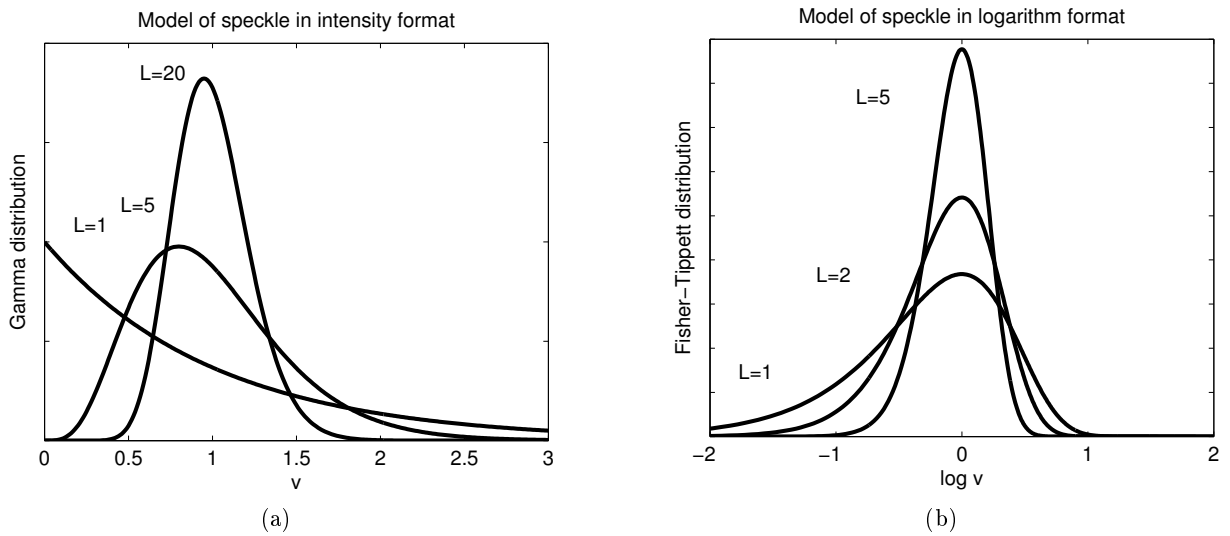 Model of speckle in intensity format
L=20
L=5
L=1
Gamma distribution
0 0.5 1 1.5 2 2.5 3
v
(a)
Model of speckle in logarithm format
L=5
L=2
L=1
Fisher−Tippett distribution
−2 −1 0 1 2
log v
(b)